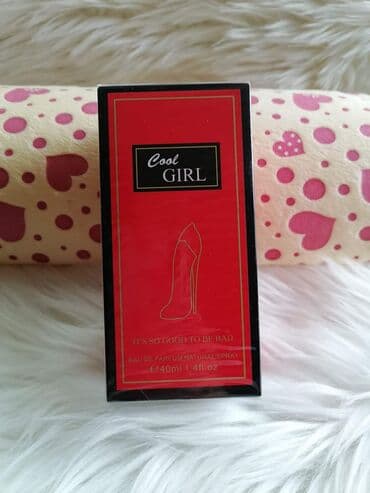 Cool
GIRL
IT'S SO GOOD TO BE BAD
EAU DE PARFUM NATURAL SPRAY
40ml 1.4fl.oz